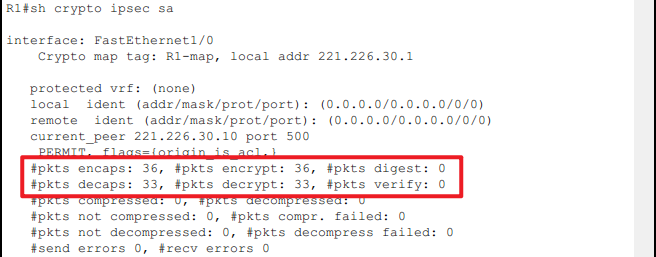 R1#sh crypto ipsec sa
interface: FastEthernet1/0
Crypto map tag: R1-map, local addr 221.226.30.1
protected vrf: (none)
local ident (addr/mask/prot/port): (0.0.0.0/0.0.0.0/0/0)
remote ident (addr/mask/prot/port): (0.0.0.0/0.0.0.0/0/0)
current_peer 221.226.30.10 port 500
PERMIT, flags={origin_is_acl,}
#pkts encaps: 36, #pkts encrypt: 36, #pkts digest: 0
#pkts decaps: 33, #pkts decrypt: 33, #pkts verify: 0
#pkts compressed: 0, #pkts decompressed: 0
#pkts not compressed: 0, #pkts compr. failed: 0
#pkts not decompressed: 0, #pkts decompress failed: 0
#send errors 0, #recv errors 0